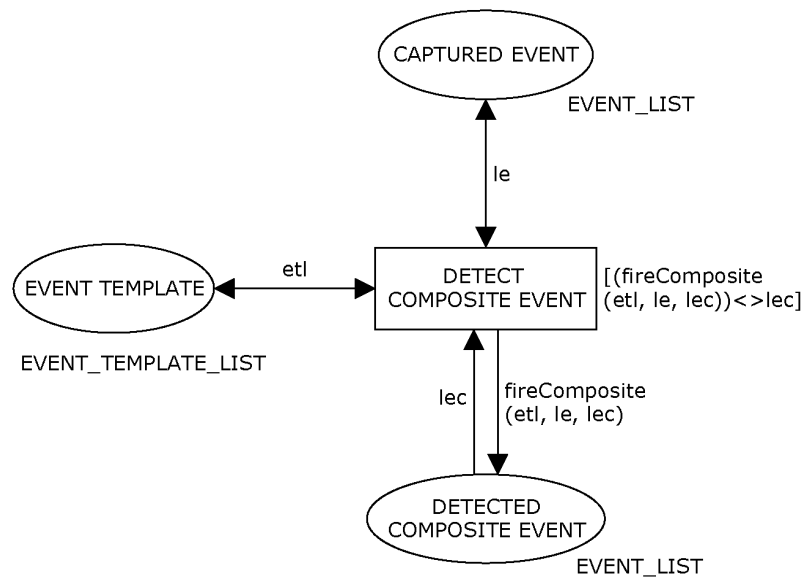 CAPTURED EVENT
EVENT_LIST
le
etl
EVENT TEMPLATE
EVENT_TEMPLATE_LIST
DETECT
COMPOSITE EVENT
[(fireComposite
(etl, le, lec))<>lec]
lec
fireComposite
(etl, le, lec)
DETECTED
COMPOSITE EVENT
EVENT_LIST